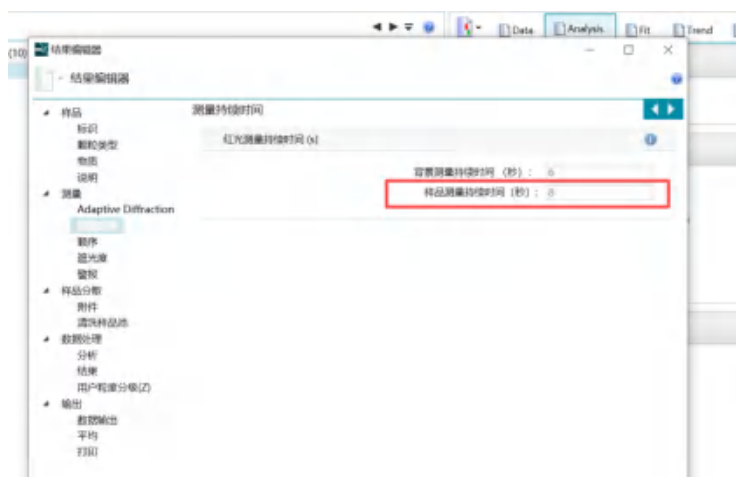 Data
Analysis
Fit
Trend
(10)
结果编辑器
结果编辑器
样品
标识
颗粒类型
物质
说明
测量
Adaptive Diffraction
顺序
遮光度
警报
样品分散
附件
清洗样品池
数据处理
分析
结果
用户粒度分级(Z)
输出
数据输出
平均
打印
测量持续时间
红光测量持续时间 (s)
背景测量持续时间 (秒) :
样品测量持续时间 (秒) :